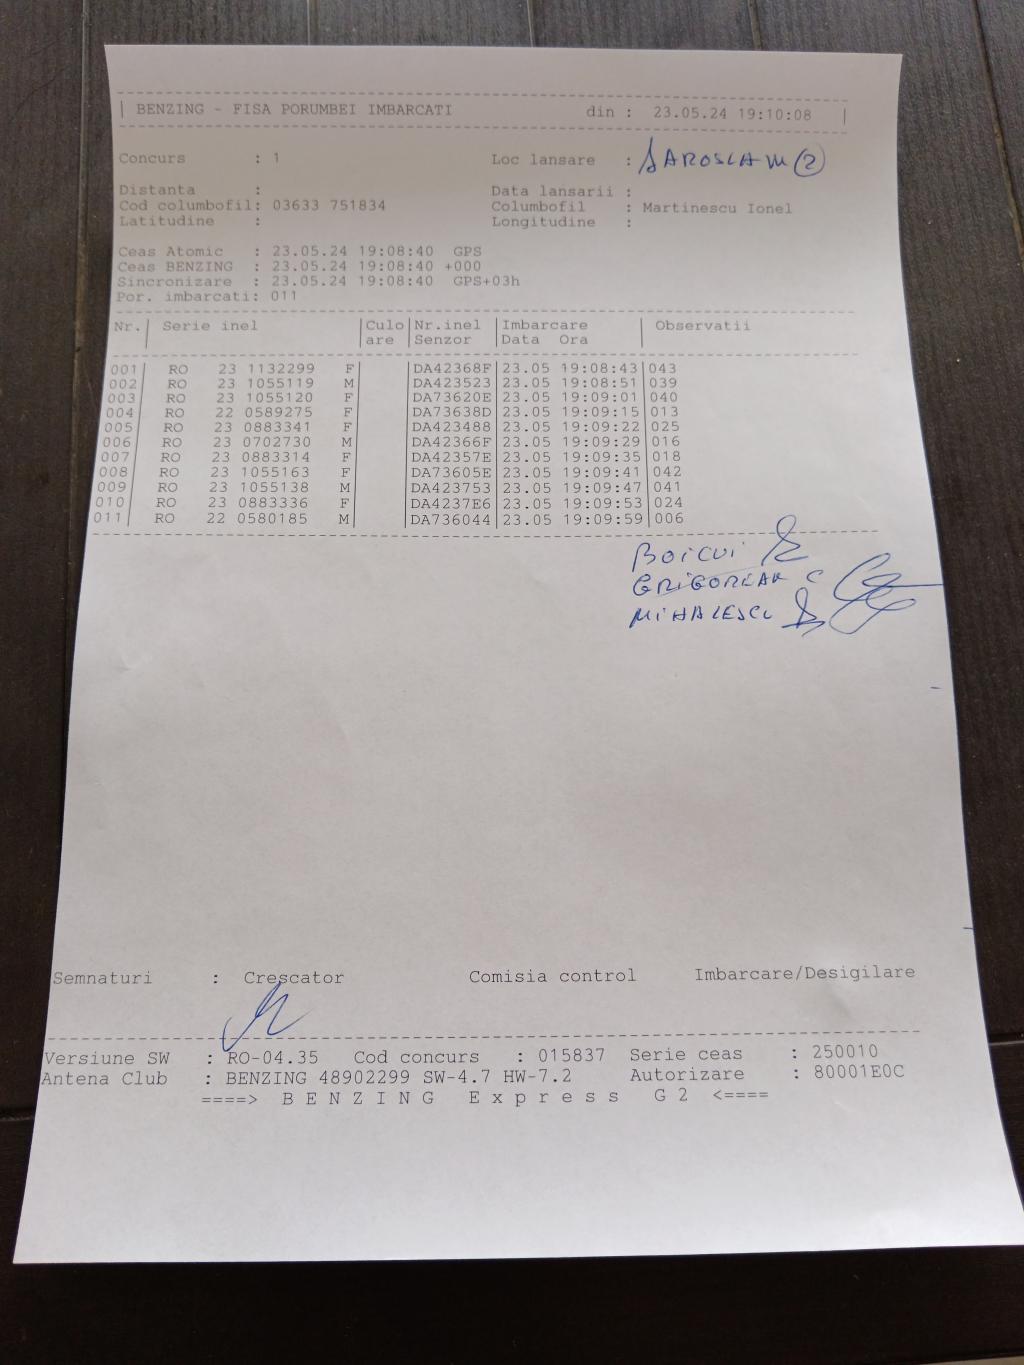 BENZING - FISA PORUMBEI IMBARCATI din : 23.05.24 19:10:08
Concurs : 1 Loc lansare : JAROSLAW (2)
Distanta : Data lansarii :
Cod columbofil: 03633 751834 Columbofil : Martinescu Ionel
Latitudine : Longitudine :
Ceas Atomic : 23.05.24 19:08:40 GPS
Ceas BENZING : 23.05.24 19:08:40 +000
Sincronizare : 23.05.24 19:08:40 GPS+03h
Por. imbarcati: 011
Nr.| Serie inel |Culo|Nr.inel |Imbarcare | Observatii
|are |Senzor |Data Ora |
001| RO 23 1132299 F| |DA42368F|23.05 19:08:43|043
002| RO 23 1055119 M| |DA423523|23.05 19:08:51|039
003| RO 23 1055120 F| |DA73620E|23.05 19:09:01|040
004| RO 22 0589275 F| |DA73638D|23.05 19:09:15|013
005| RO 23 0883341 F| |DA423488|23.05 19:09:22|025
006| RO 23 0702730 M| |DA42366F|23.05 19:09:29|016
007| RO 23 0883314 F| |DA42357E|23.05 19:09:35|018
008| RO 23 1055163 F| |DA73605E|23.05 19:09:41|042
009| RO 23 1055138 M| |DA423753|23.05 19:09:47|041
010| RO 23 0883336 F| |DA4237E6|23.05 19:09:53|024
011| RO 22 0580185 M| |DA736044|23.05 19:09:59|006
BOICUI
GRIGOREAN C
MIHALESCU
Semnaturi : Crescator Comisia control Imbarcare/Desigilare
Versiune SW : RO-04.35 Cod concurs : 015837 Serie ceas : 250010
Antena Club : BENZING 48902299 SW-4.7 HW-7.2 Autorizare : 80001E0C
====> B E N Z I N G E x p r e s s G 2 <====